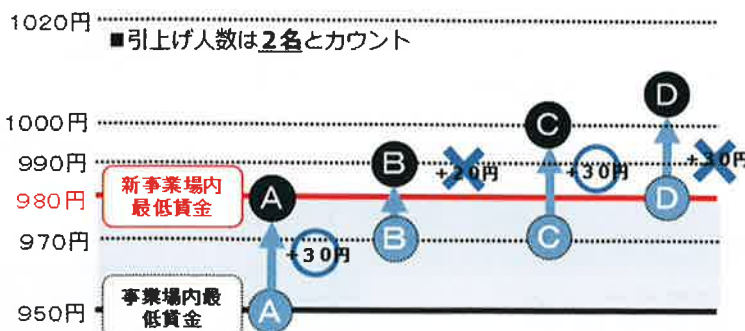 1020円
■引上げ人数は2名とカウント
D
1000円
C
990円
B
+20円
+30円
+30円
新事業場内
最低賃金
980円
A
D
970円
B
C
+30円
事業場内最
低賃金
950円
A